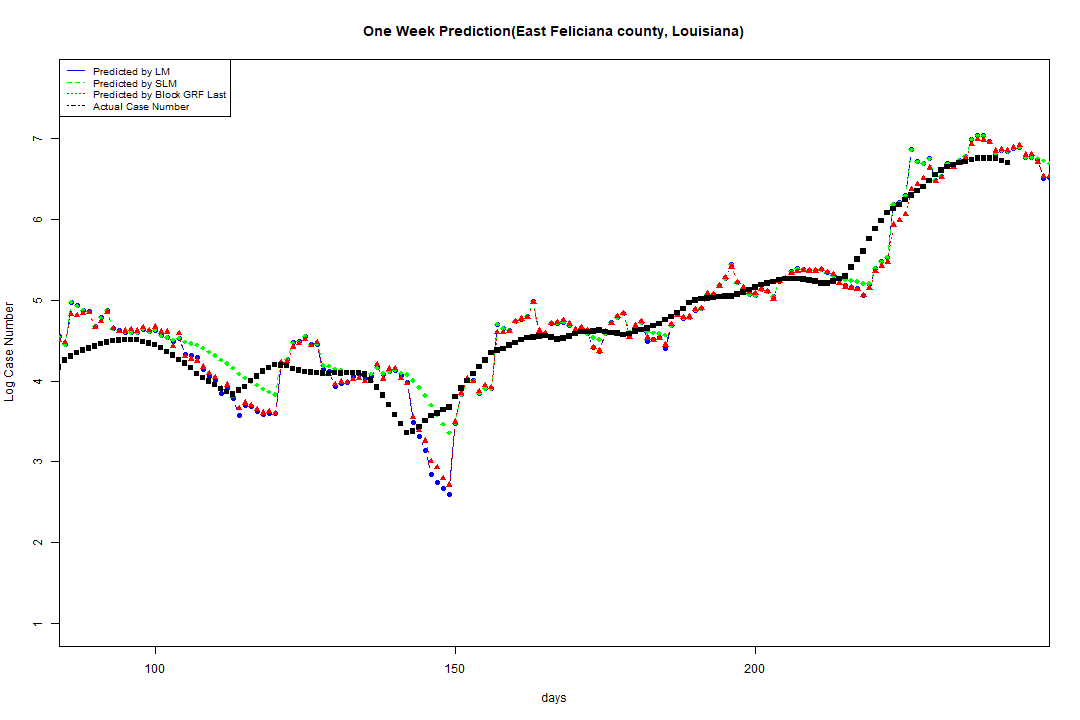 One Week Prediction(East Feliciana county, Louisiana)
Predicted by LM
Predicted by SLM
Predicted by Block GRF Last
Actual Case Number
7
6
5
4
3
2
1
Log Case Number
100 150 200
days